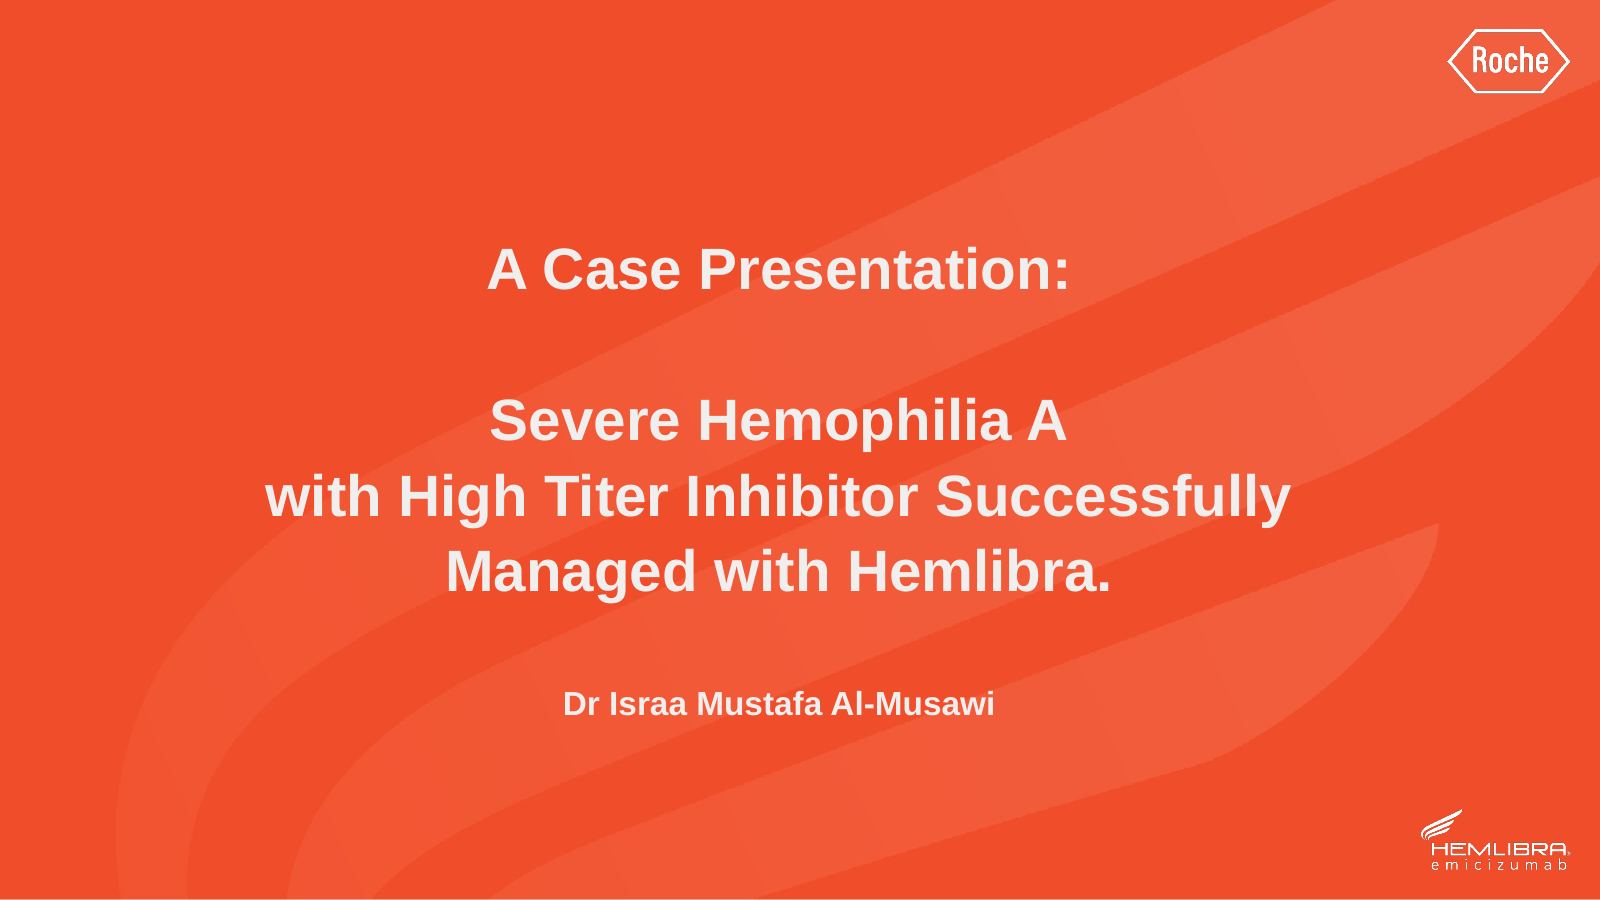 Roche
A Case Presentation:
Severe Hemophilia A
with High Titer Inhibitor Successfully
Managed with Hemlibra.
Dr Israa Mustafa Al-Musawi
HEMLIBRA®
emicizumab